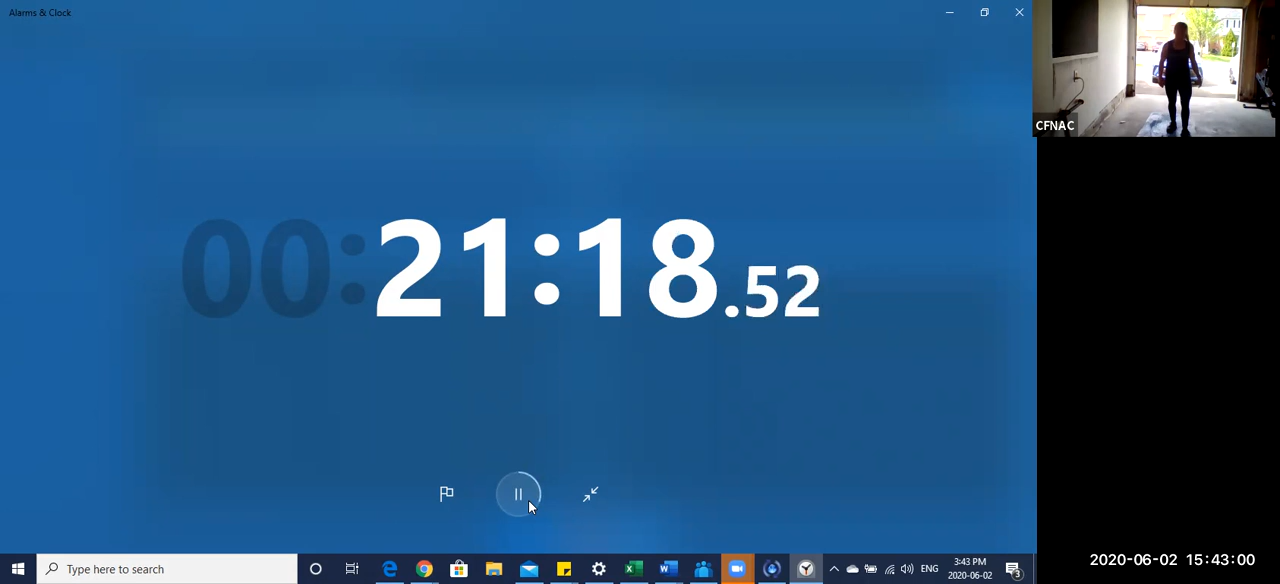 Alarms & Clock
CFNAC
00:21:18.52
Type here to search
ENG
3:43 PM
2020-06-02
3
2020-06-02 15:43:00